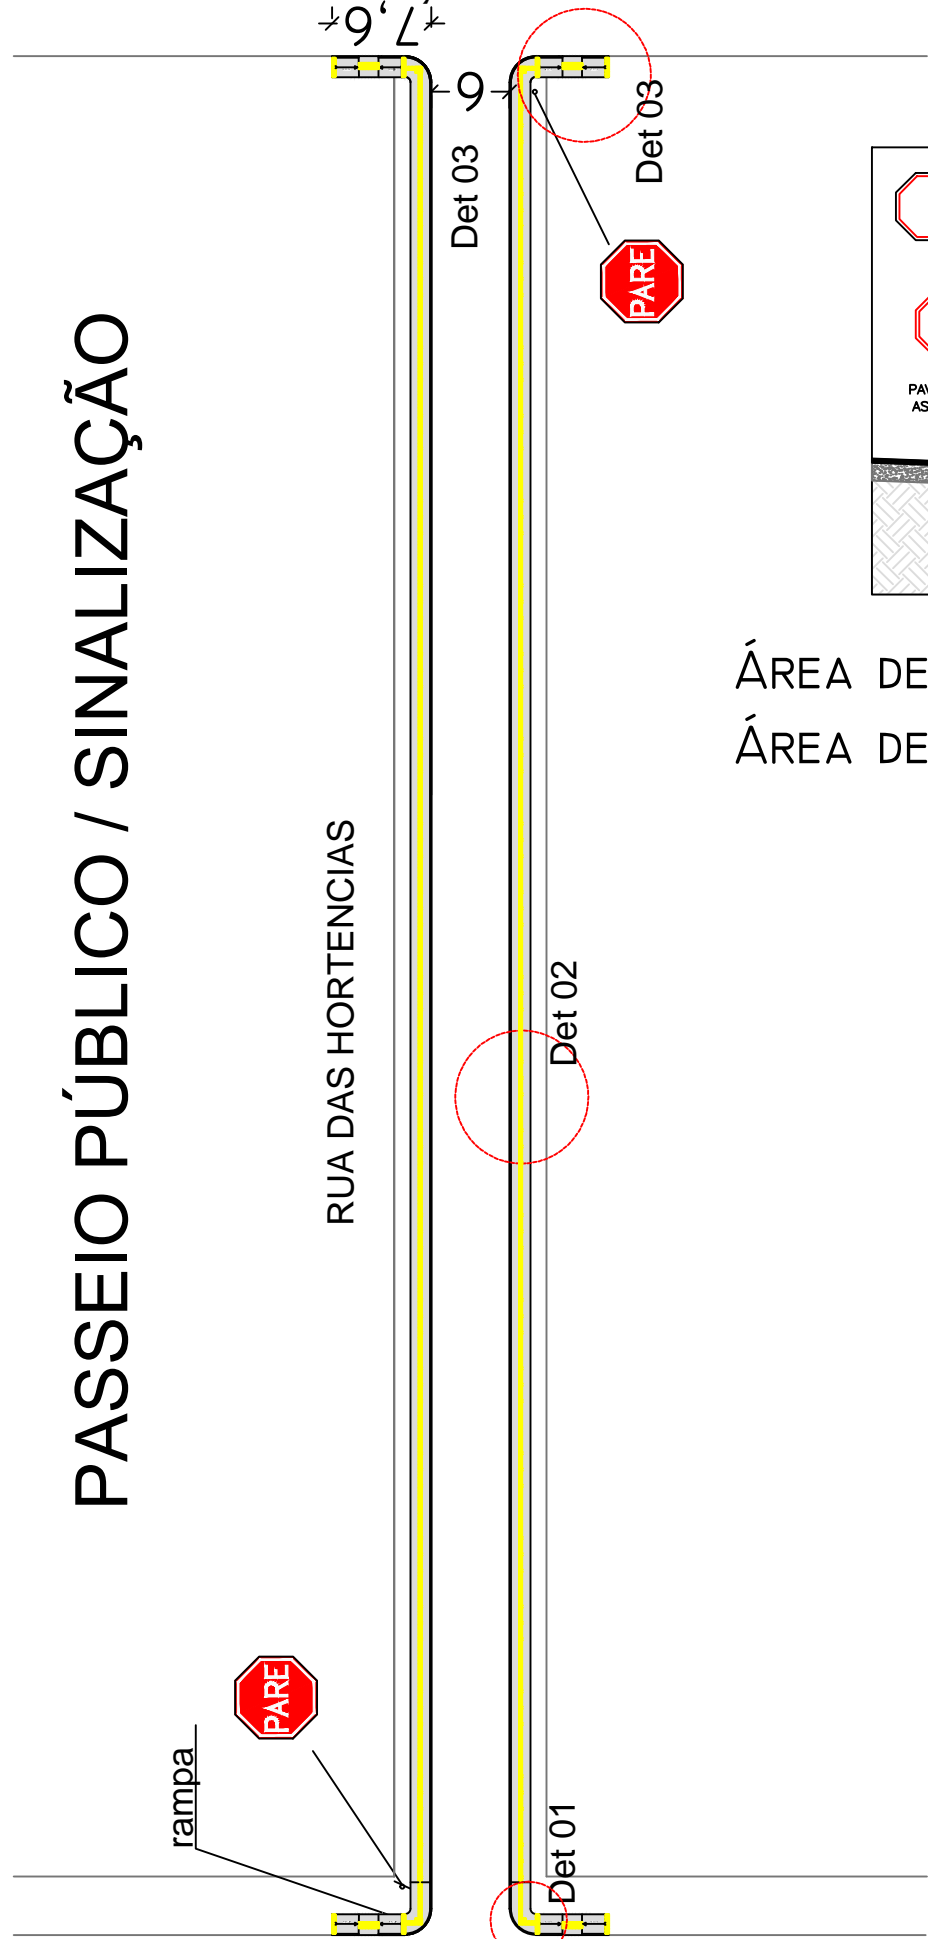 PASSEIO PÚBLICO / SINALIZAÇÃO
7,6
9
Det 03
Det 03
PARE
RUA DAS HORTENCIAS
Det 02
PARE
rampa
Det 01
ÁREA DE
ÁREA DE